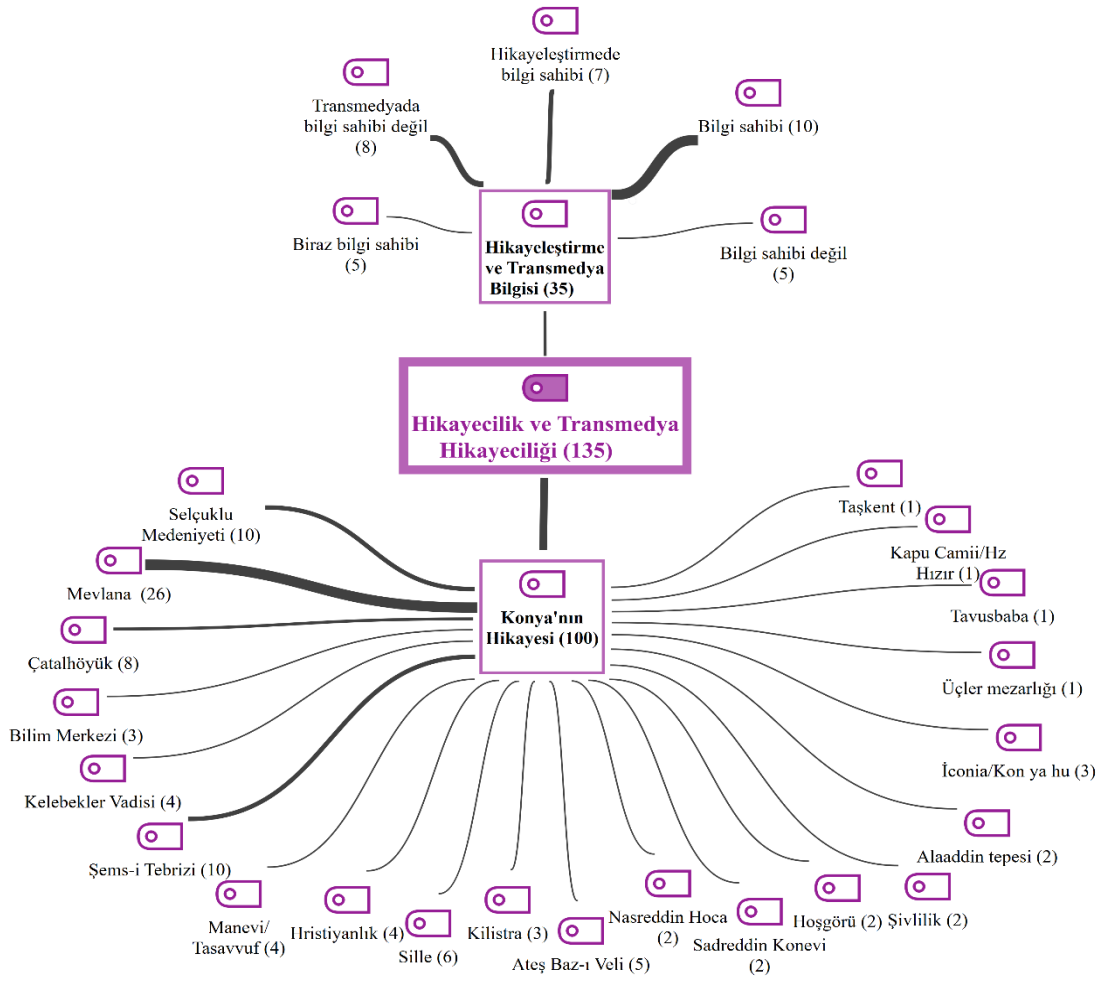 Hikayeleştirmede
bilgi sahibi (7)
Transmedyada
bilgi sahibi değil
(8)
Bilgi sahibi (10)
Biraz bilgi sahibi
(5)
Hikayeleştirme
ve Transmedya
Bilgisi (35)
Bilgi sahibi değil
(5)
Hikayecilik ve Transmedya
Hikayeciliği (135)
Selçuklu
Medeniyeti (10)
Mevlana (26)
Çatalhöyük (8)
Bilim Merkezi (3)
Kelebekler Vadisi (4)
Şems-i Tebrizi (10)
Konya'nın
Hikayesi (100)
Taşkent (1)
Kapu Camii/Hz
Hızır (1)
Tavusbaba (1)
Üçler mezarlığı (1)
İconia/Kon ya hu (3)
Alaaddin tepesi (2)
Manevi/
Tasavvuf (4)
Hristiyanlık (4)
Sille (6)
Kilistra (3)
Ateş Baz-ı Veli (5)
Nasreddin Hoca
(2)
Sadreddin Konevi
(2)
Hoşgörü (2)
Şivlilik (2)